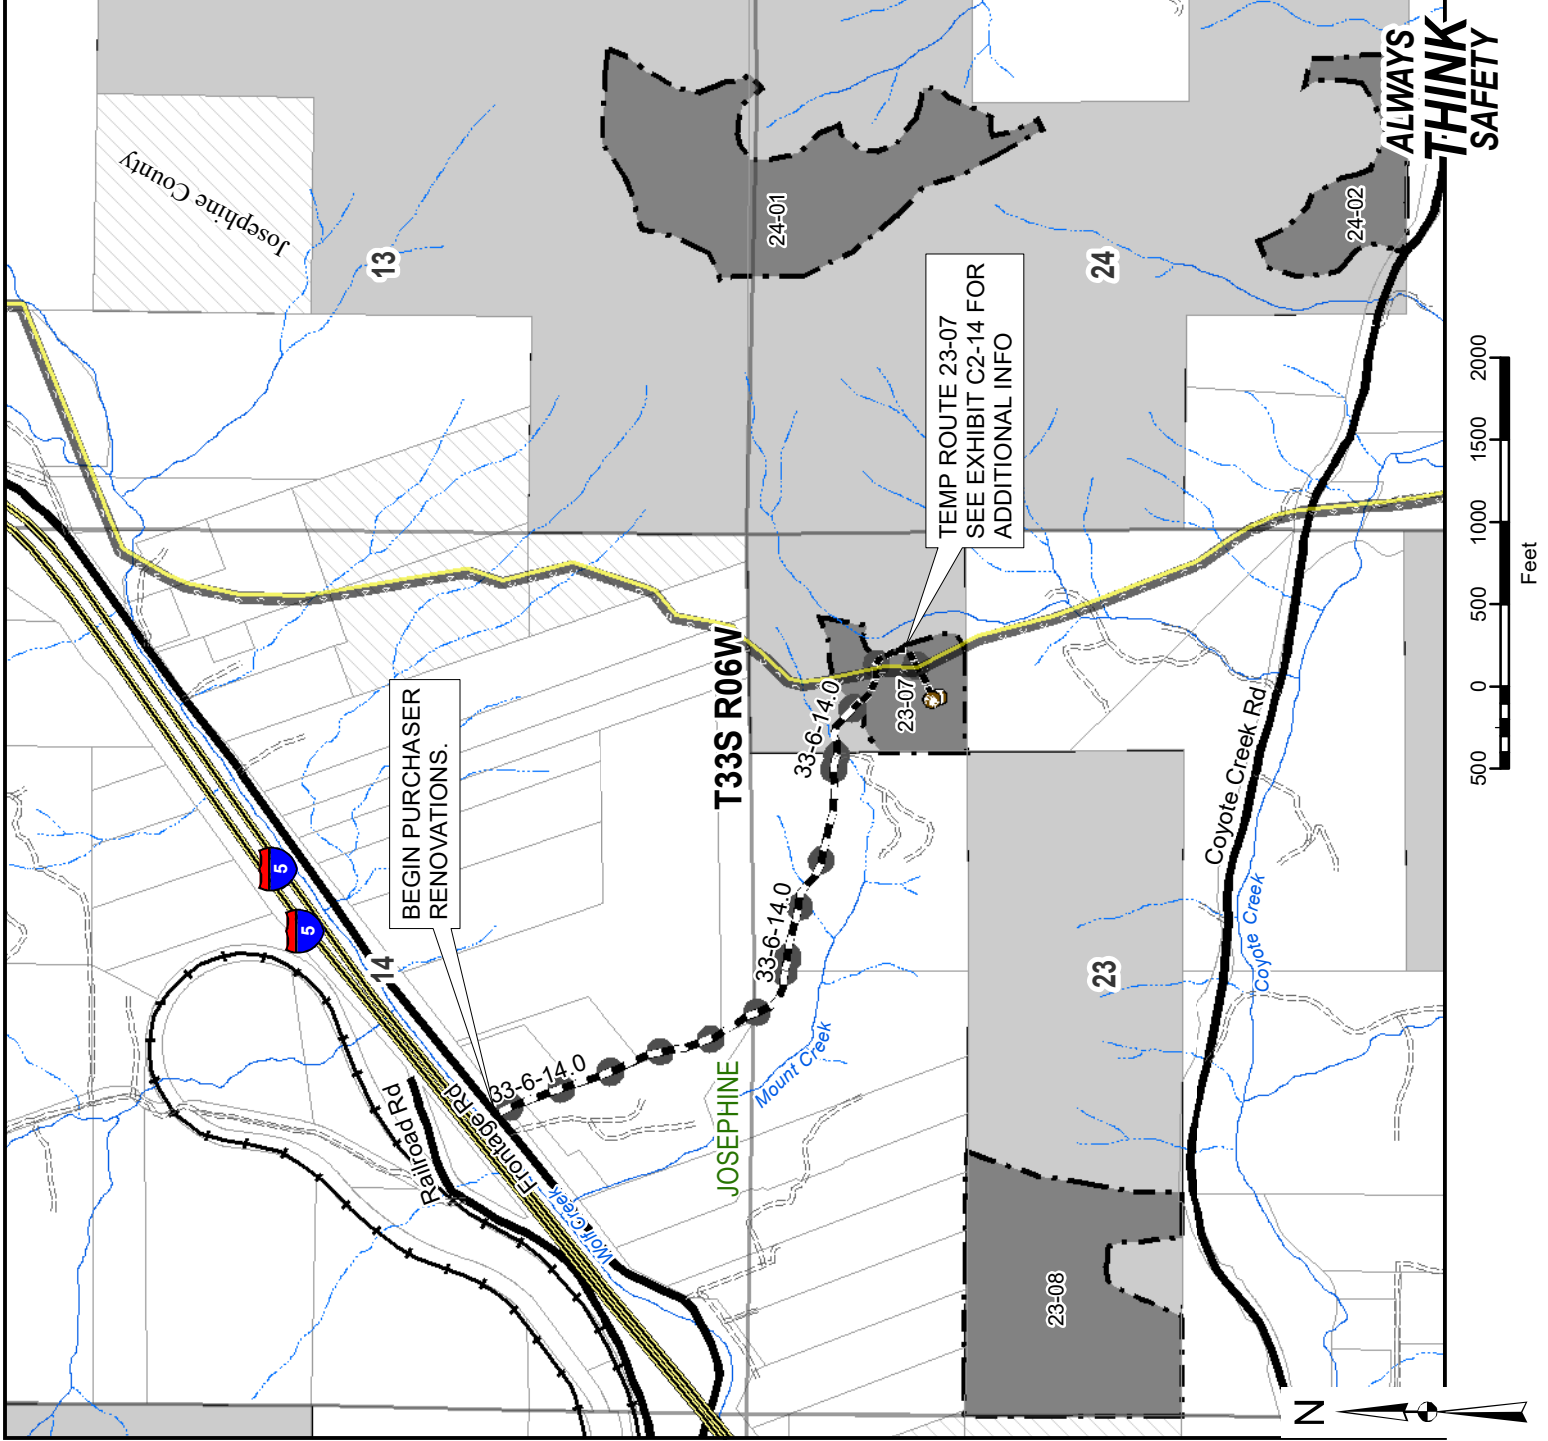 Josephine County
13
24-01
24
24-02
ALWAYS
THINK
SAFETY
TEMP ROUTE 23-07
SEE EXHIBIT C2-14 FOR
ADDITIONAL INFO
T33S R06W
23-07
33-6-14.0
33-6-14.0
33-6-14.0
BEGIN PURCHASER
RENOVATIONS.
5
5
14
Railroad Rd
Frontage Rd
Wolf Creek
JOSEPHINE
Mount Creek
23
23-08
Coyote Creek Rd
Coyote Creek
500
0
500
1000
1500
2000
Feet
N